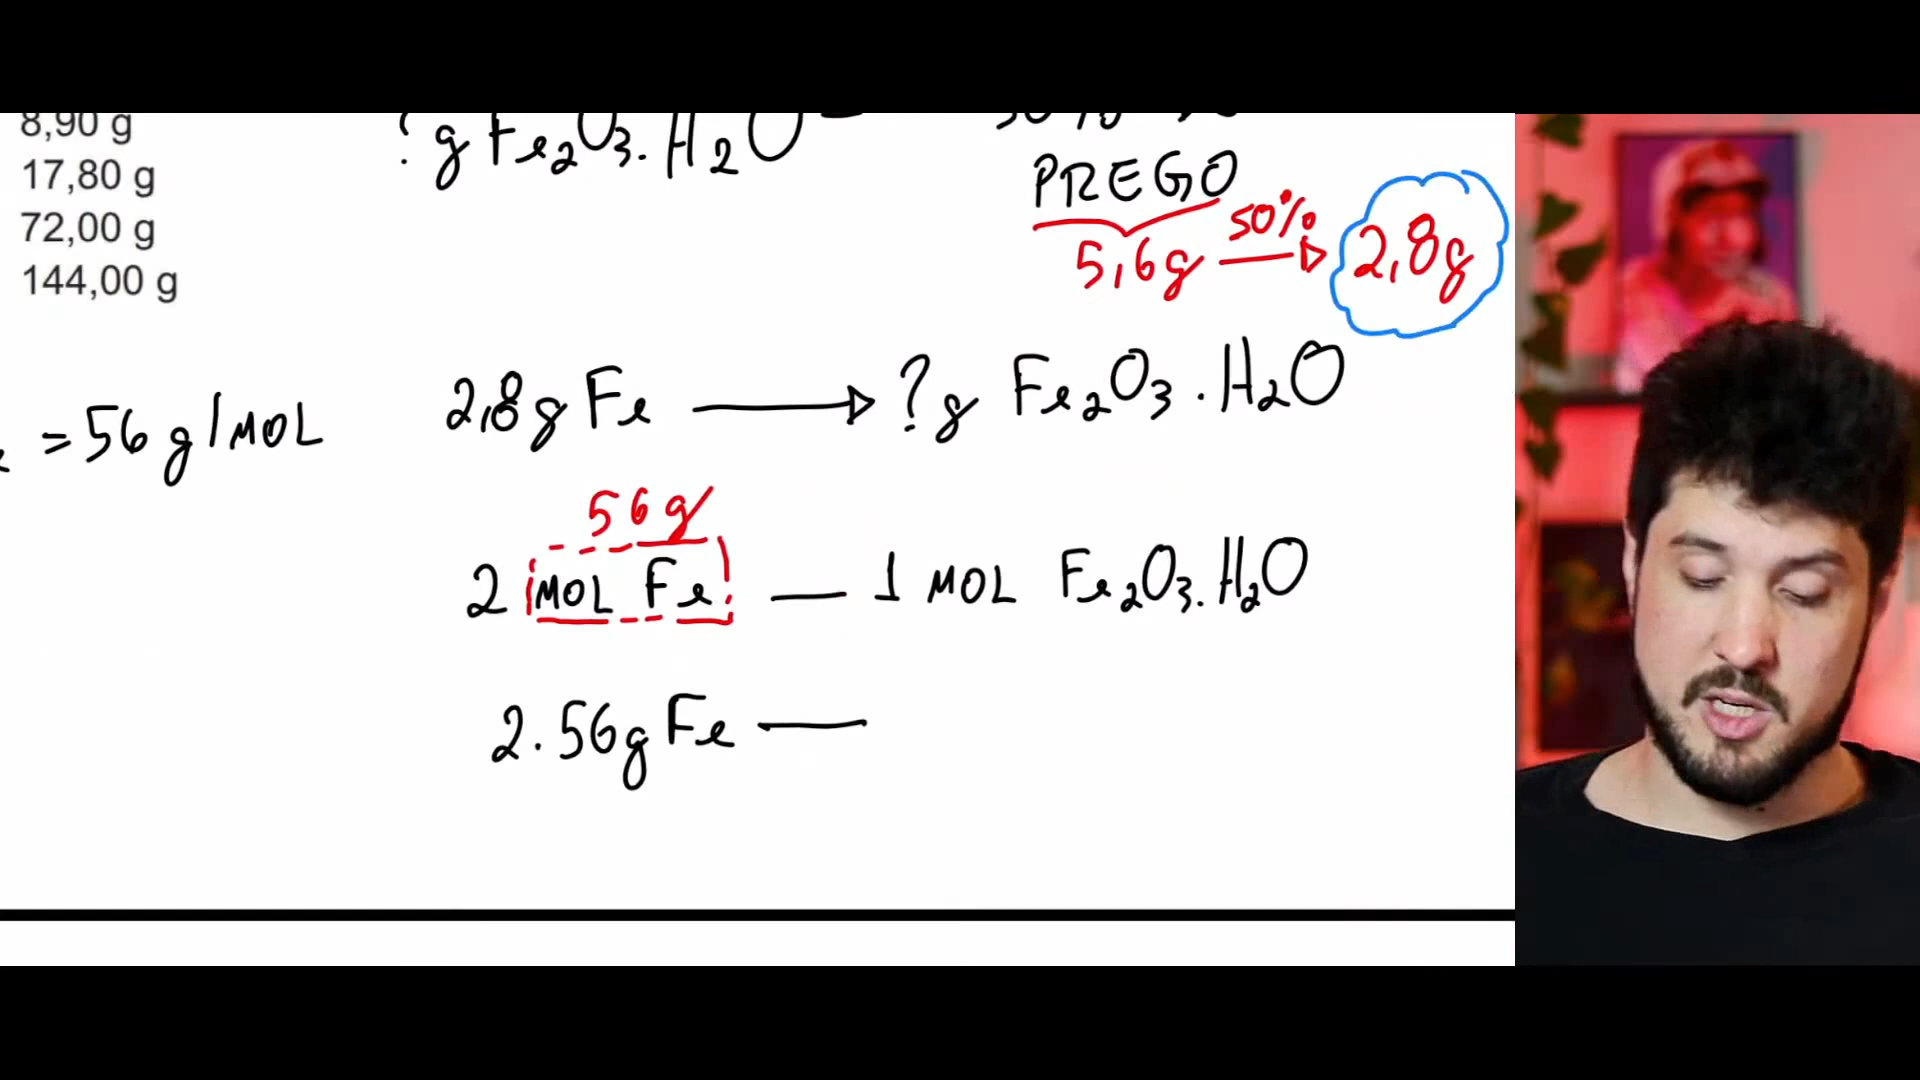 8,90 g
17,80 g
72,00 g
144,00 g
? g Fe2O3.H2O
50%
PREGO
5,6g 50% 2,8g
= 56 g/MOL
2,8g Fe → ?g Fe2O3.H2O
56g
2 MOL Fe — 1 MOL Fe2O3.H2O
2.56g Fe —